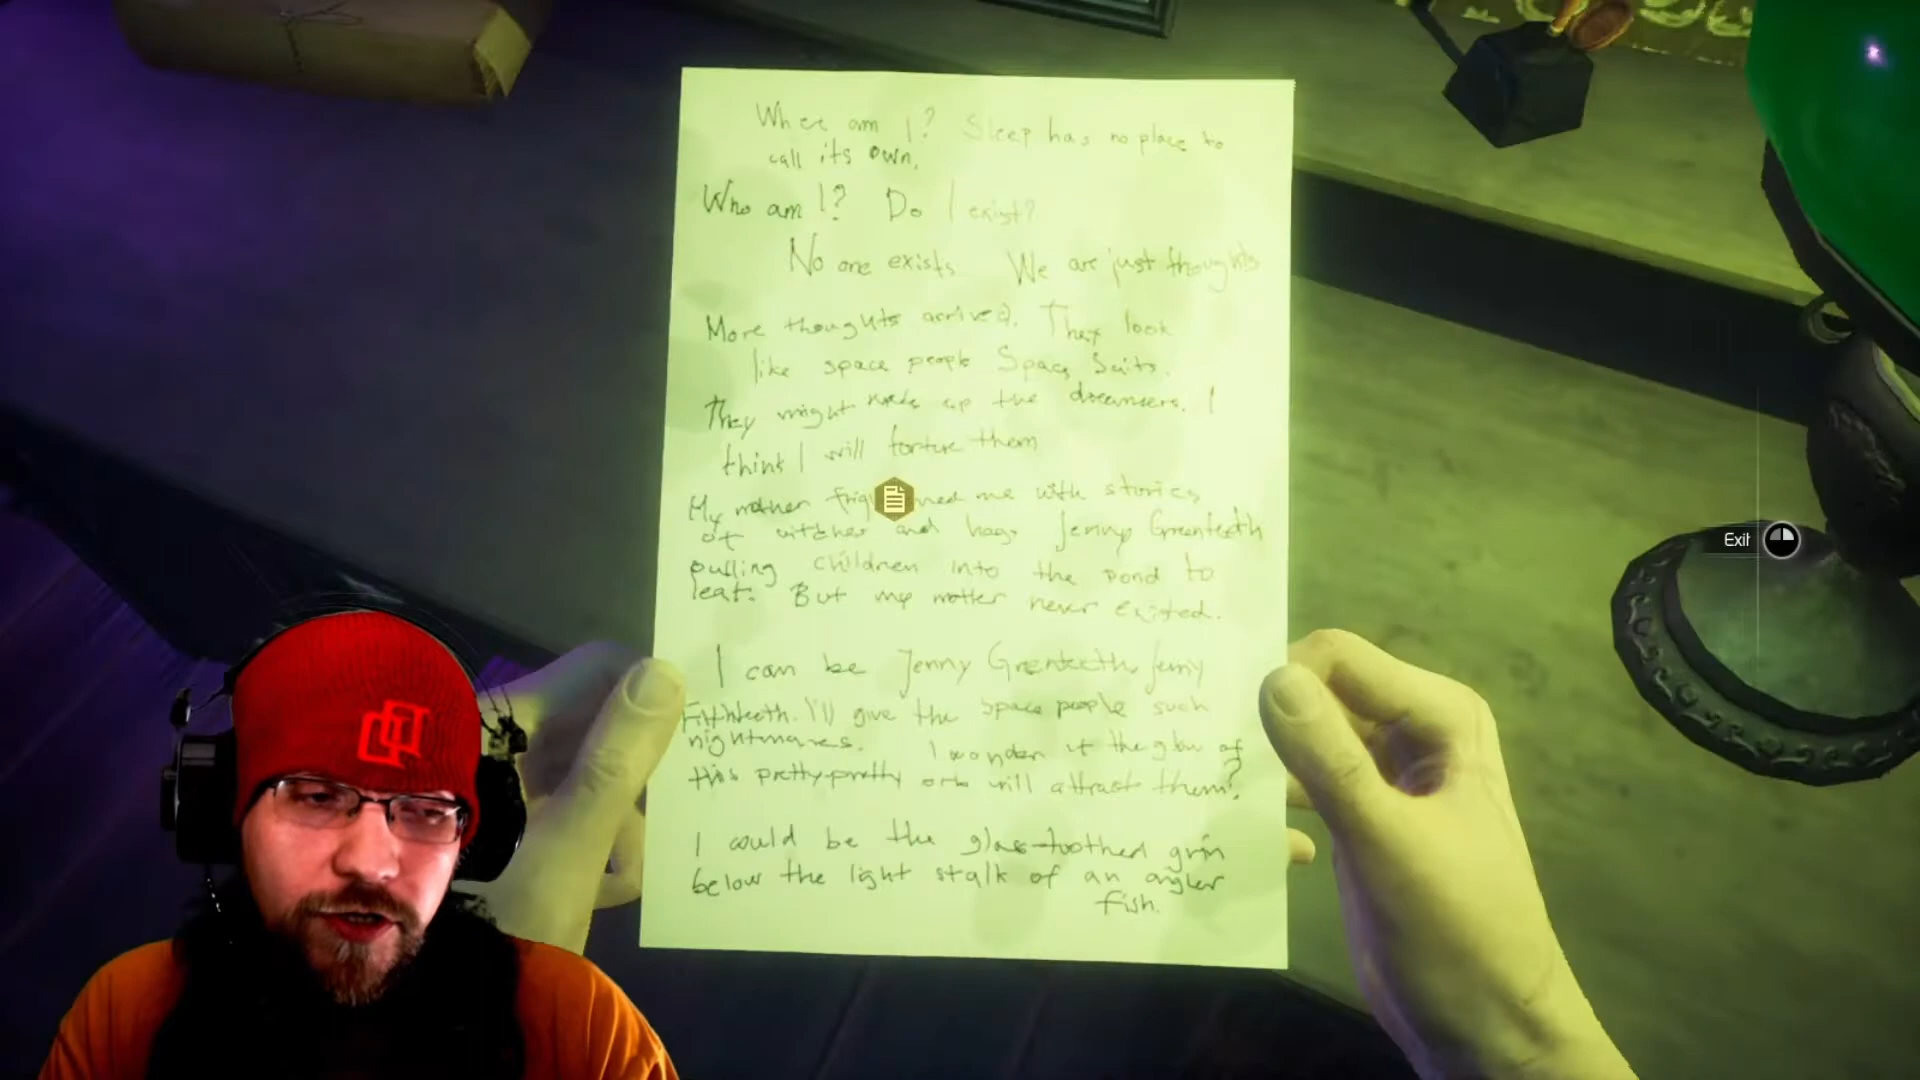 Where am I? Sleep has no place to
call its own.
Who am I? Do I exist?
No one exists We are just thoughts
More thoughts arrived. They look
like space people Space Suits.
They might wake up the dreamers. I
think I will torture them
My mother me with stories
of witches and hags Jenny Greenteeth
pulling children into the pond to
eat. But my mother never existed.
I can be Jenny Greenteeth, Jenny
Filthteeth. I'll give the space people such
nightmares. I wonder if the glow of
this pretty-pretty orb will attract them?
I could be the glass-toothed grin
below the light stalk of an angler
fish.
Exit